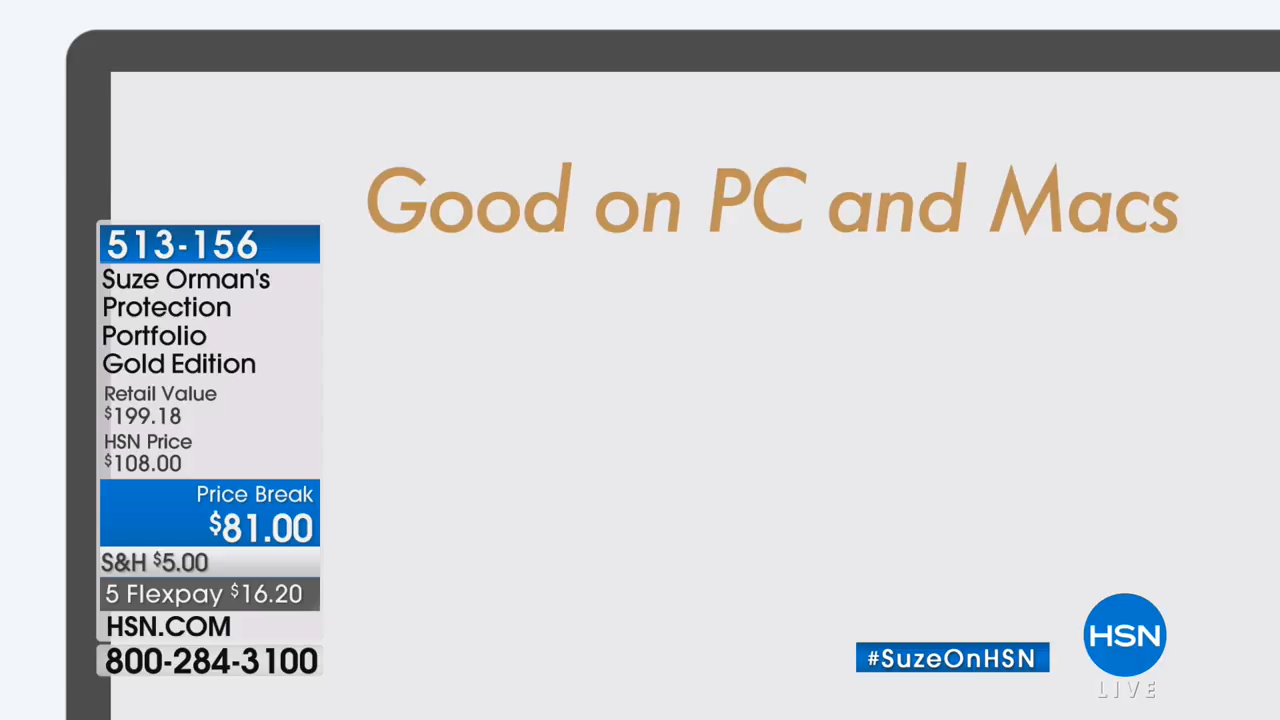 Good on PC and Macs
513-156
Suze Orman's
Protection
Portfolio
Gold Edition
Retail Value
$199.18
HSN Price
$108.00
Price Break
$81.00
S&H $5.00
5 Flexpay $16.20
HSN.COM
800-284-3100
#SuzeOnHSN
HSN
LIVE